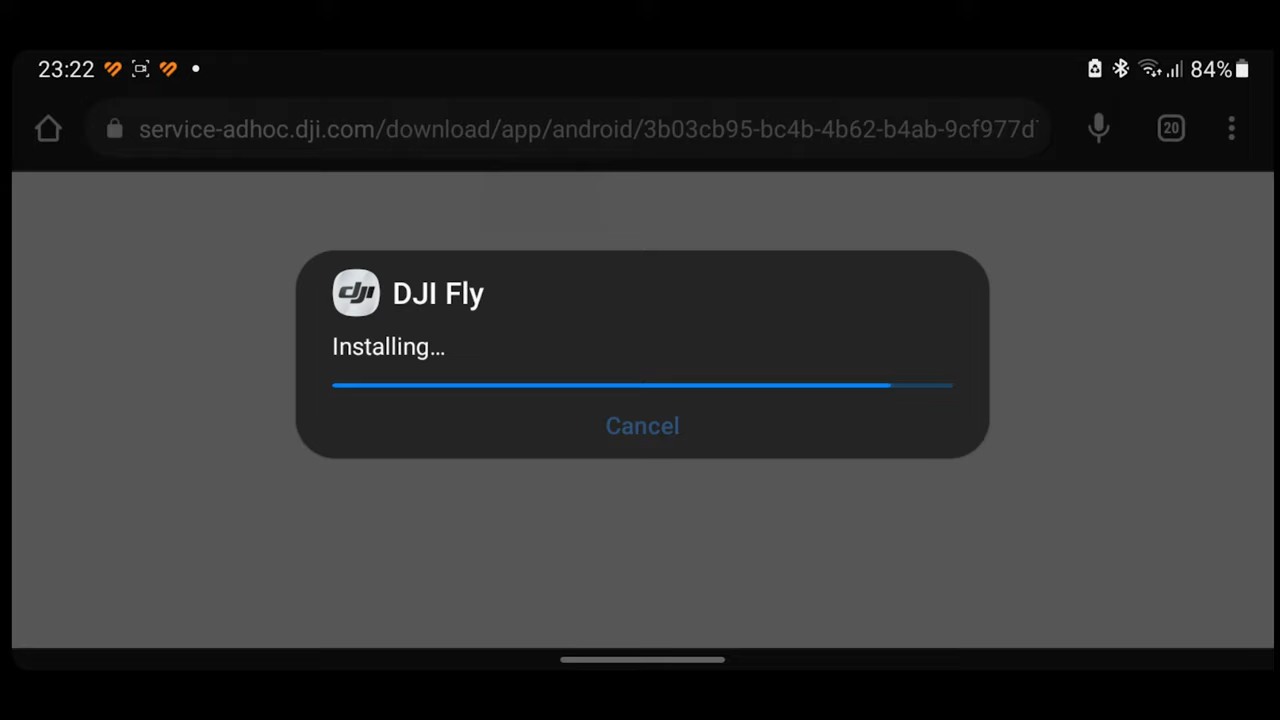 23:22 84%
service-adhoc.dji.com/download/app/android/3b03cb95-bc4b-4b62-b4ab-9cf977d
20
dji DJI Fly
Installing...
Cancel